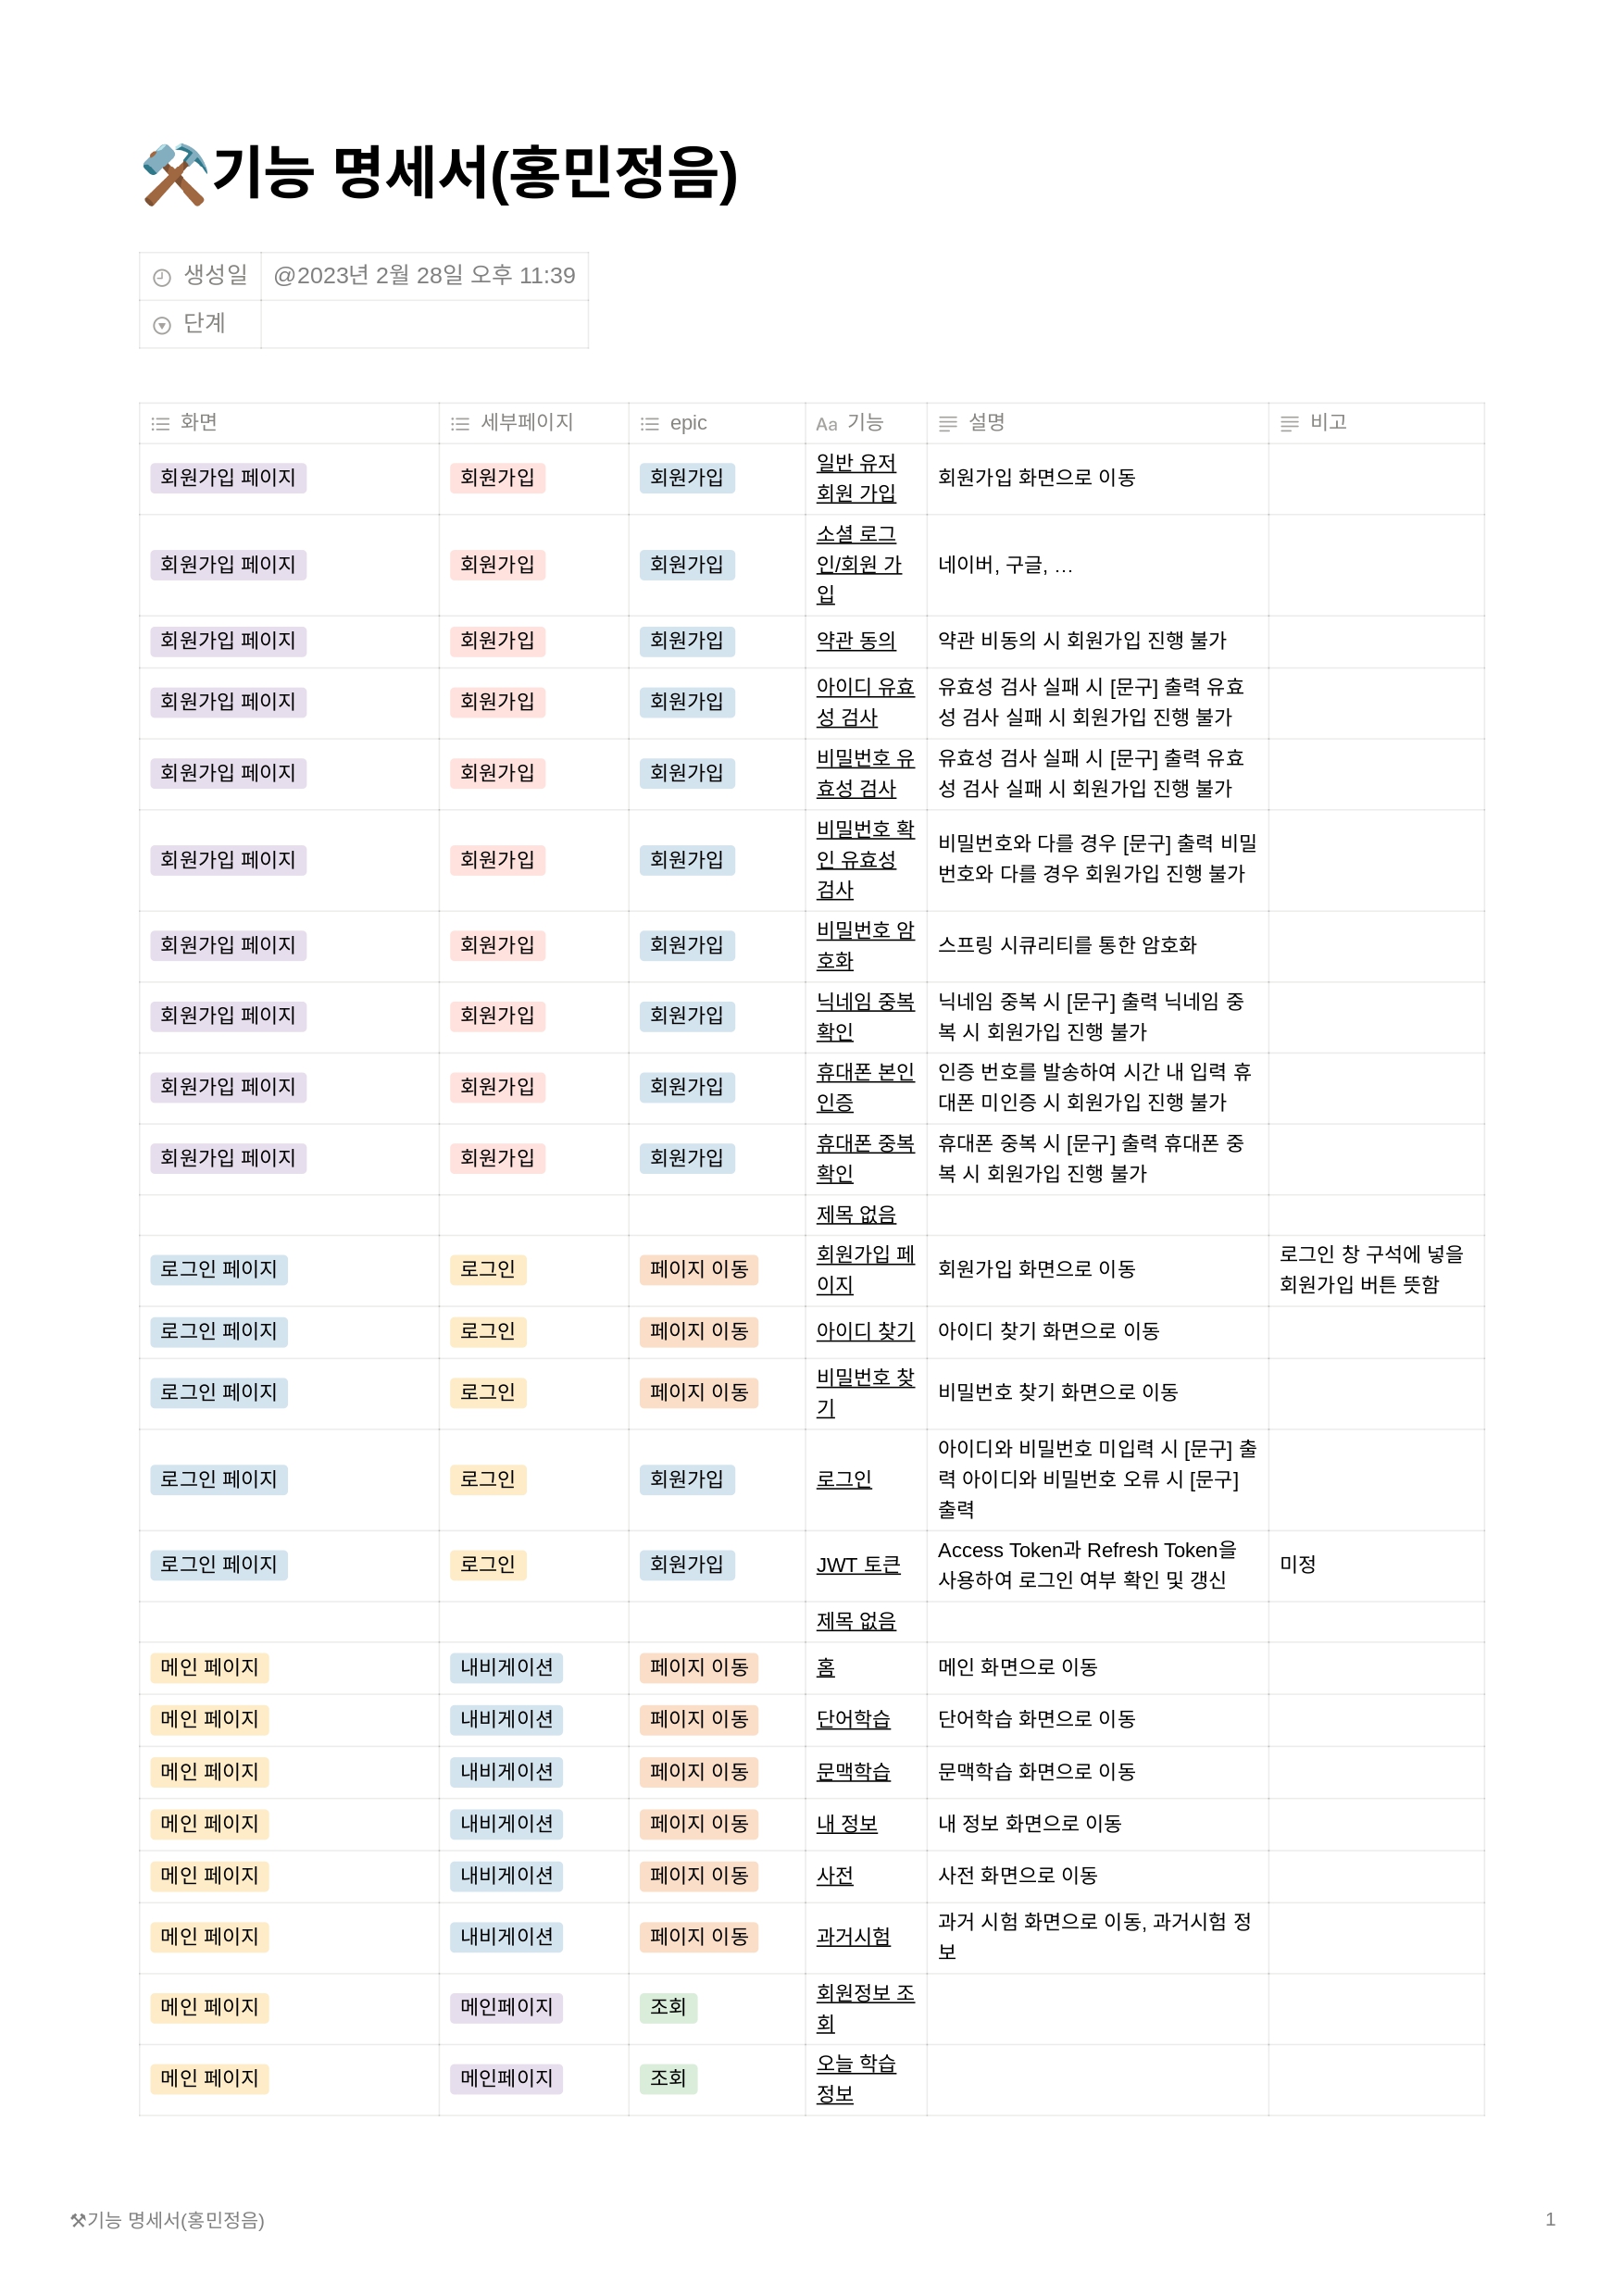 ⚒기능 명세서(홍민정음)
생성일 @2023년 2월 28일 오후 11:39
단계
화면 세부페이지 epic Aa 기능 설명 비고
회원가입 페이지 회원가입 회원가입 일반 유저
회원 가입 회원가입 화면으로 이동
회원가입 페이지 회원가입 회원가입 소셜 로그
인/회원 가
입 네이버, 구글, …
회원가입 페이지 회원가입 회원가입 약관 동의 약관 비동의 시 회원가입 진행 불가
회원가입 페이지 회원가입 회원가입 아이디 유효
성 검사 유효성 검사 실패 시 [문구] 출력 유효
성 검사 실패 시 회원가입 진행 불가
회원가입 페이지 회원가입 회원가입 비밀번호 유
효성 검사 유효성 검사 실패 시 [문구] 출력 유효
성 검사 실패 시 회원가입 진행 불가
회원가입 페이지 회원가입 회원가입 비밀번호 확
인 유효성
검사 비밀번호와 다를 경우 [문구] 출력 비밀
번호와 다를 경우 회원가입 진행 불가
회원가입 페이지 회원가입 회원가입 비밀번호 암
호화 스프링 시큐리티를 통한 암호화
회원가입 페이지 회원가입 회원가입 닉네임 중복
확인 닉네임 중복 시 [문구] 출력 닉네임 중
복 시 회원가입 진행 불가
회원가입 페이지 회원가입 회원가입 휴대폰 본인
인증 인증 번호를 발송하여 시간 내 입력 휴
대폰 미인증 시 회원가입 진행 불가
회원가입 페이지 회원가입 회원가입 휴대폰 중복
확인 휴대폰 중복 시 [문구] 출력 휴대폰 중
복 시 회원가입 진행 불가
제목 없음
로그인 페이지 로그인 페이지 이동 회원가입 페
이지 회원가입 화면으로 이동 로그인 창 구석에 넣을
회원가입 버튼 뜻함
로그인 페이지 로그인 페이지 이동 아이디 찾기 아이디 찾기 화면으로 이동
로그인 페이지 로그인 페이지 이동 비밀번호 찾
기 비밀번호 찾기 화면으로 이동
로그인 페이지 로그인 회원가입 로그인 아이디와 비밀번호 미입력 시 [문구] 출
력 아이디와 비밀번호 오류 시 [문구]
출력
로그인 페이지 로그인 회원가입 JWT 토큰 Access Token과 Refresh Token을
사용하여 로그인 여부 확인 및 갱신 미정
제목 없음
메인 페이지 내비게이션 페이지 이동 홈 메인 화면으로 이동
메인 페이지 내비게이션 페이지 이동 단어학습 단어학습 화면으로 이동
메인 페이지 내비게이션 페이지 이동 문맥학습 문맥학습 화면으로 이동
메인 페이지 내비게이션 페이지 이동 내 정보 내 정보 화면으로 이동
메인 페이지 내비게이션 페이지 이동 사전 사전 화면으로 이동
메인 페이지 내비게이션 페이지 이동 과거시험 과거 시험 화면으로 이동, 과거시험 정
보
메인 페이지 메인페이지 조회 회원정보 조
회
메인 페이지 메인페이지 조회 오늘 학습
정보
⚒기능 명세서(홍민정음) 1